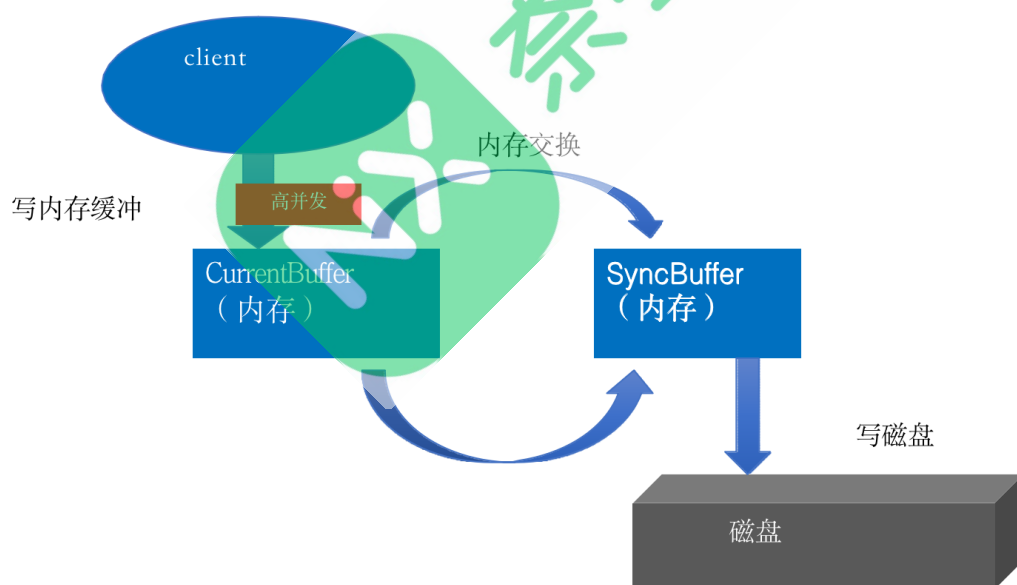 client
内存交换
写内存缓冲
高并发
CurrentBuffer
（内存）
SyncBuffer
（内存）
写磁盘
磁盘